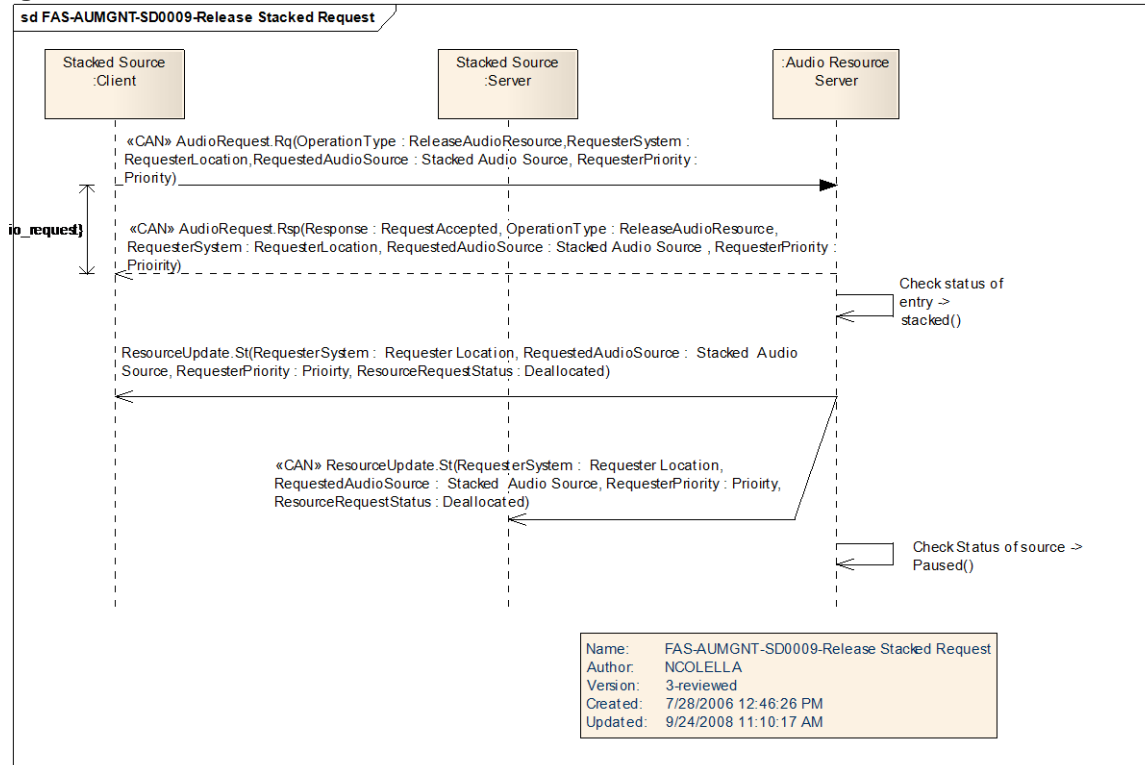 sd FAS-AUMGNT-SD0009-Release Stacked Request
Stacked Source
:Client
Stacked Source
:Server
:Audio Resource
Server
«CAN» AudioRequest.Rq(OperationType : ReleaseAudioResource,RequesterSystem :
RequesterLocation,RequestedAudioSource : Stacked Audio Source, RequesterPriority :
Priority)
io_request}
«CAN» AudioRequest.Rsp(Response : RequestAccepted, OperationType : ReleaseAudioResource,
RequesterSystem : RequesterLocation, RequestedAudioSource : Stacked Audio Source , RequesterPriority :
Prioirity)
Check status of
entry ->
stacked()
ResourceUpdate.St(RequesterSystem : Requester Location, RequestedAudioSource : Stacked Audio
Source, RequesterPriority : Prioirty, ResourceRequestStatus : Deallocated)
«CAN» ResourceUpdate.St(RequesterSystem : Requester Location,
RequestedAudioSource : Stacked Audio Source, RequesterPriority : Prioirty,
ResourceRequestStatus : Deallocated)
Check Status of source ->
Paused()
Name: FAS-AUMGNT-SD0009-Release Stacked Request
Author: NCOLELLA
Version: 3-reviewed
Created: 7/28/2006 12:46:26 PM
Updated: 9/24/2008 11:10:17 AM